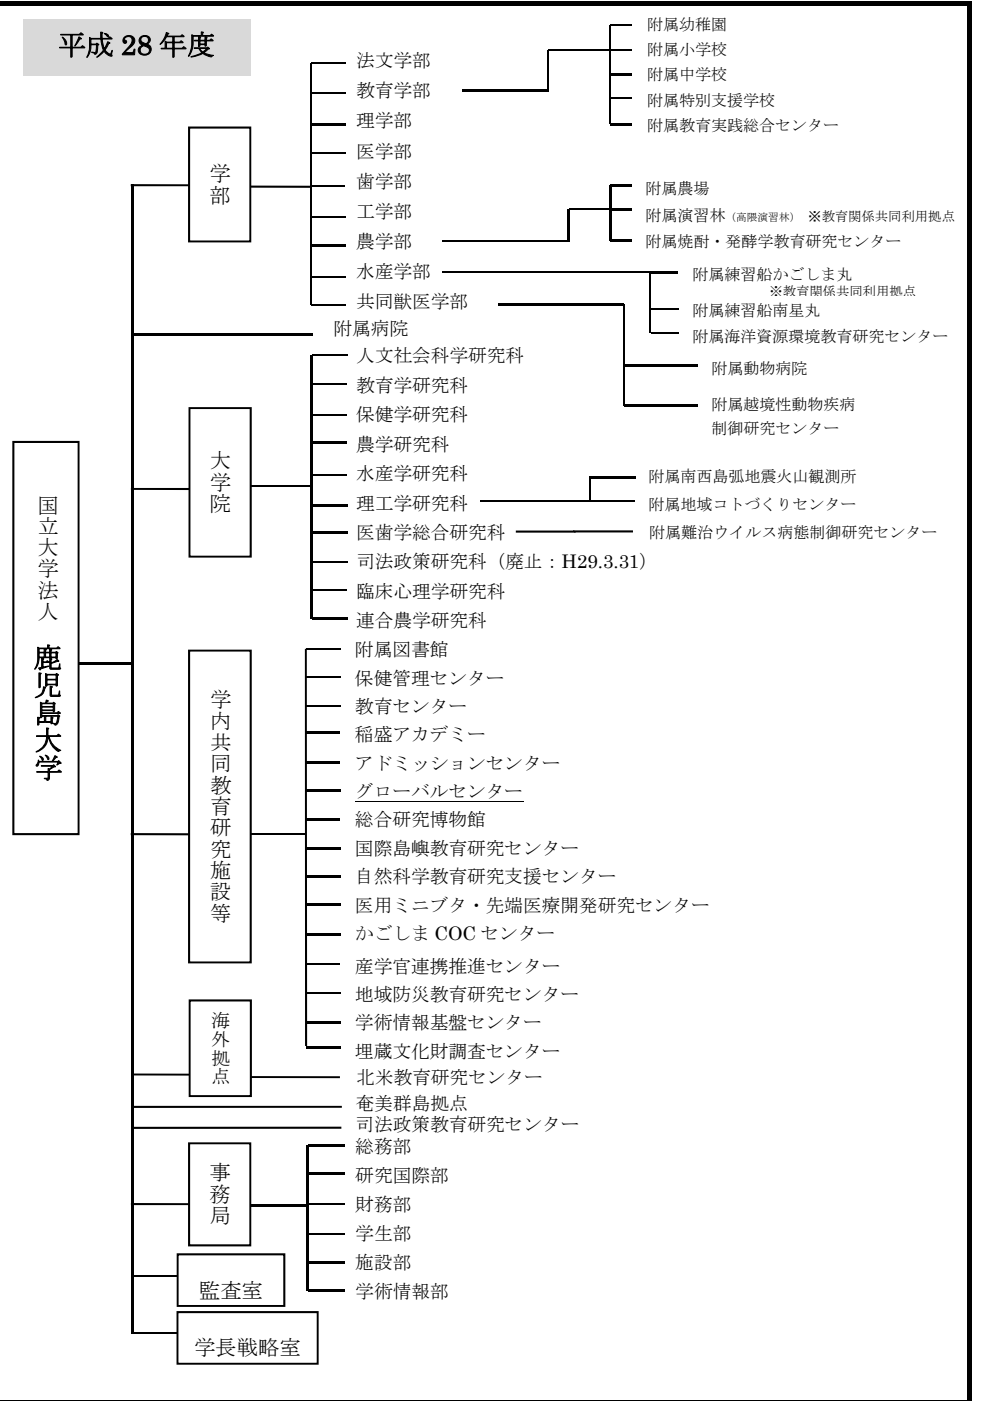 平成 28 年度
国立大学法人 鹿児島大学
学部
法文学部
教育学部
附属幼稚園
附属小学校
附属中学校
附属特別支援学校
附属教育実践総合センター
理学部
医学部
歯学部
工学部
農学部
附属農場
附属演習林（高隈演習林） ※教育関係共同利用拠点
附属焼酎・発酵学教育研究センター
水産学部
附属練習船かごしま丸
※教育関係共同利用拠点
附属練習船南星丸
附属海洋資源環境教育研究センター
共同獣医学部
附属動物病院
附属越境性動物疾病
制御研究センター
附属病院
大学院
人文社会科学研究科
教育学研究科
保健学研究科
農学研究科
水産学研究科
理工学研究科
附属南西島弧地震火山観測所
附属地域コトづくりセンター
医歯学総合研究科
附属難治ウイルス病態制御研究センター
司法政策研究科（廃止：H29.3.31）
臨床心理学研究科
連合農学研究科
学内共同教育研究施設等
附属図書館
保健管理センター
教育センター
稲盛アカデミー
アドミッションセンター
グローバルセンター
総合研究博物館
国際島嶼教育研究センター
自然科学教育研究支援センター
医用ミニブタ・先端医療開発研究センター
かごしま COC センター
産学官連携推進センター
地域防災教育研究センター
学術情報基盤センター
埋蔵文化財調査センター
海外拠点
北米教育研究センター
奄美群島拠点
司法政策教育研究センター
事務局
総務部
研究国際部
財務部
学生部
施設部
学術情報部
監査室
学長戦略室